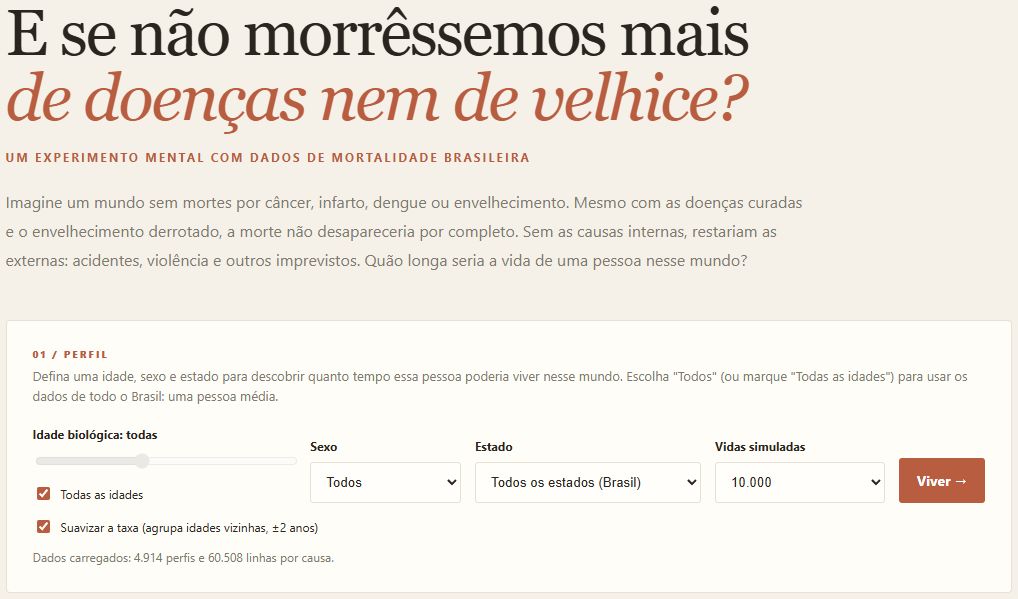 E se não morrêssemos mais
de doenças nem de velhice?
UM EXPERIMENTO MENTAL COM DADOS DE MORTALIDADE BRASILEIRA
Imagine um mundo sem mortes por câncer, infarto, dengue ou envelhecimento. Mesmo com as doenças curadas
e o envelhecimento derrotado, a morte não desapareceria por completo. Sem as causas internas, restariam as
externas: acidentes, violência e outros imprevistos. Quão longa seria a vida de uma pessoa nesse mundo?
01 / PERFIL
Defina uma idade, sexo e estado para descobrir quanto tempo essa pessoa poderia viver nesse mundo. Escolha "Todos" (ou marque "Todas as idades") para usar os
dados de todo o Brasil: uma pessoa média.
Idade biológica: todas
Sexo
Estado
Vidas simuladas
Todos
Todos os estados (Brasil)
10.000
Viver →
Todas as idades
Suavizar a taxa (agrupa idades vizinhas, ±2 anos)
Dados carregados: 4.914 perfis e 60.508 linhas por causa.